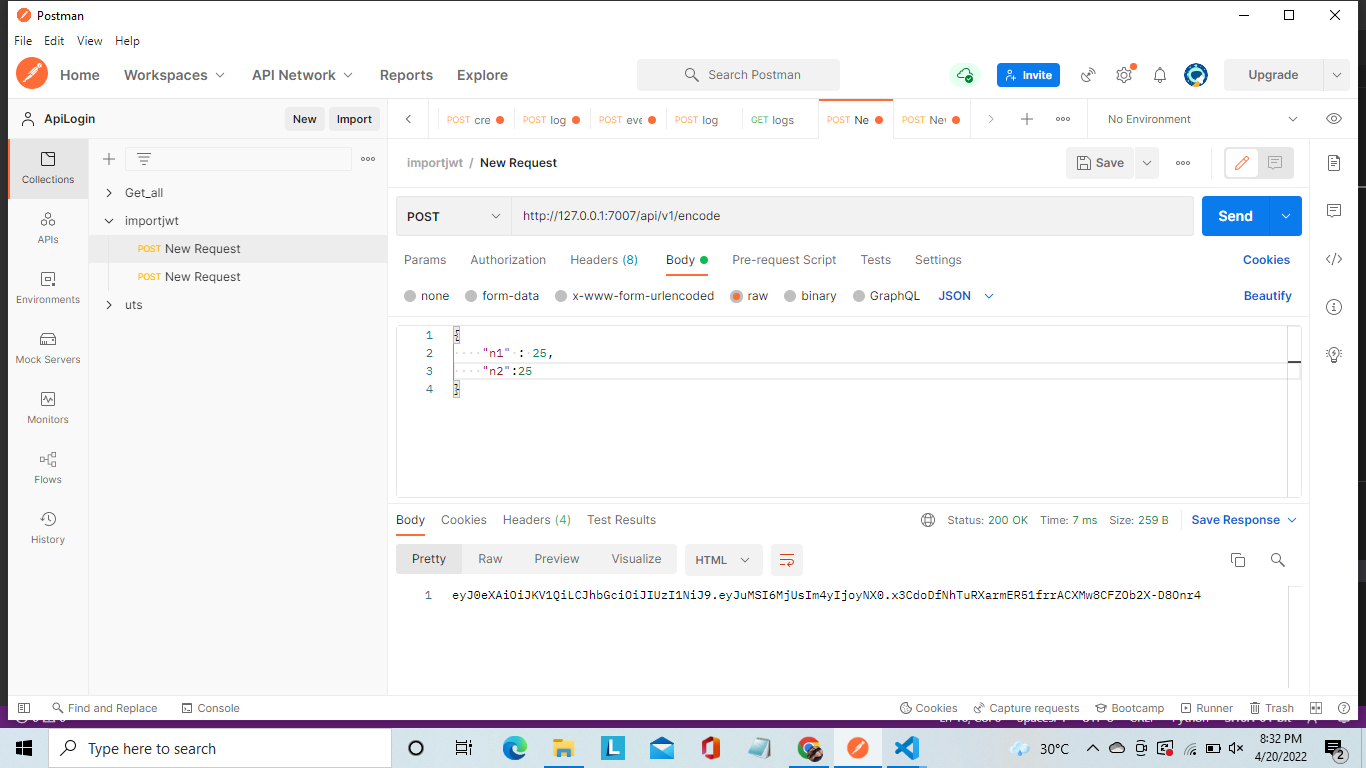 Postman
File Edit View Help
Home Workspaces API Network Reports Explore Search Postman Invite Upgrade
ApiLogin New Import
POST cre POST log POST eve POST log GET logs POST Ne POST Ne No Environment
importjwt / New Request Save
Collections
APIs
Environments
Mock Servers
Monitors
Flows
History
Get_all
importjwt
POST New Request
POST New Request
uts
POST http://127.0.0.1:7007/api/v1/encode Send
Params Authorization Headers (8) Body Pre-request Script Tests Settings Cookies
none form-data x-www-form-urlencoded raw binary GraphQL JSON Beautify
1 {
2 "n1" : 25,
3 "n2":25
4 }
Body Cookies Headers (4) Test Results Status: 200 OK Time: 7 ms Size: 259 B Save Response
Pretty Raw Preview Visualize HTML
1 eyJ0eXAiOiJKV1QiLCJhbGciOiJIUzI1NiJ9.eyJuMSI6MjUsIm4yIjoyNX0.x3CdoDfNhTuRXarmER51frrACXMw8CFZOb2X-D8Onr4
Find and Replace Console Cookies Capture requests Bootcamp Runner Trash
Type here to search 30°C 8:32 PM
4/20/2022 2